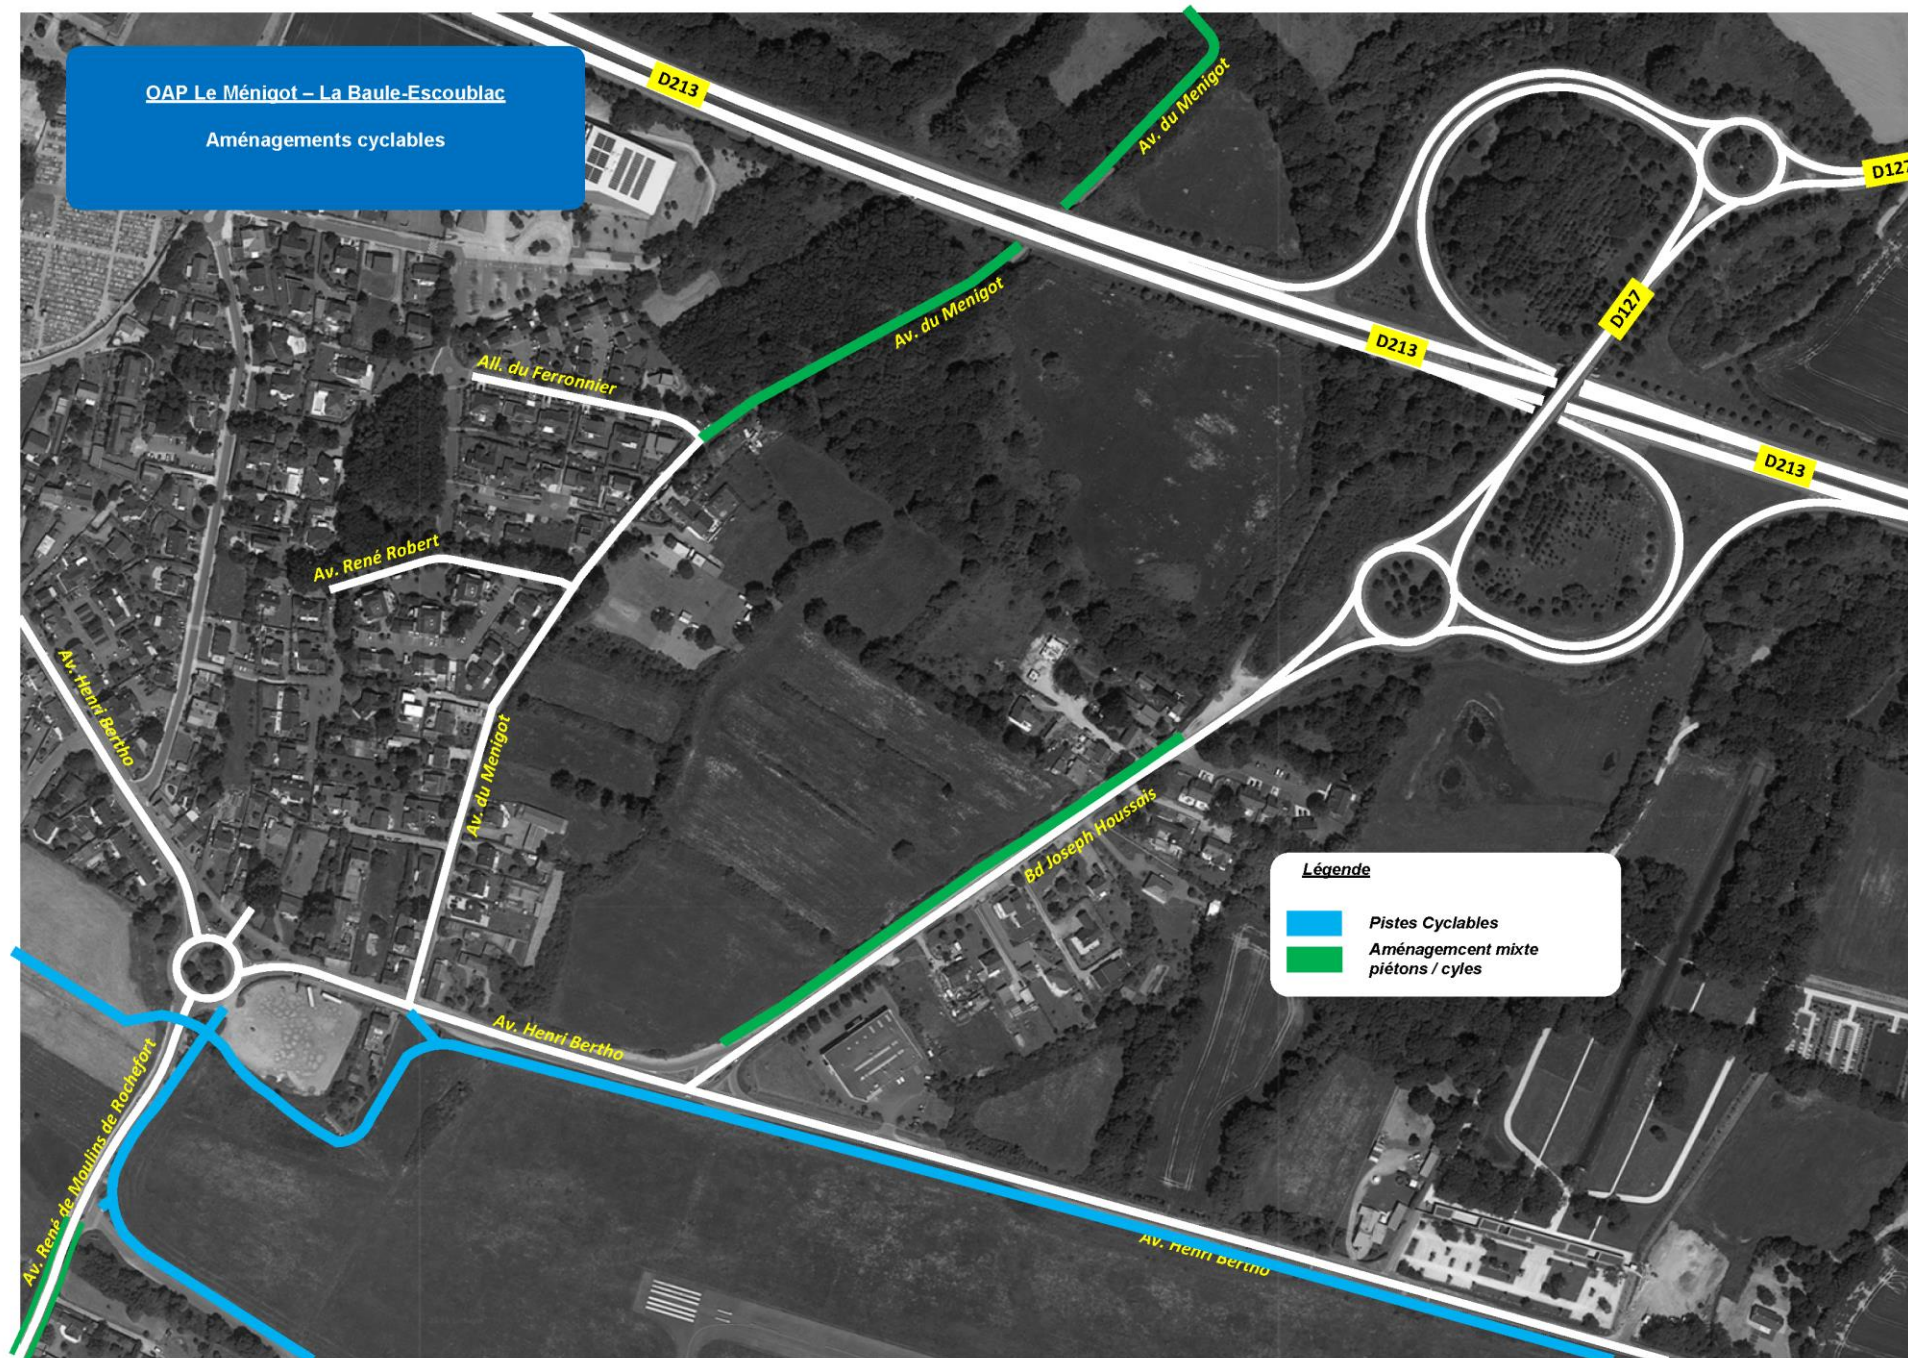 OAP Le Ménigot – La Baule-Escoublac
Aménagements cyclables
D213
Av. du Menigot
D127
Av. du Menigot
D127
D213
All. du Ferronnier
D213
Av. René Robert
Av. Henri Bertho
Av. du Menigot
Bd Joseph Houssais
Légende
Pistes Cyclables
Aménagemcent mixte
piétons / cyles
Av. Henri Bertho
Av. René de Moulins de Rochefort
Av. Henri Bertho